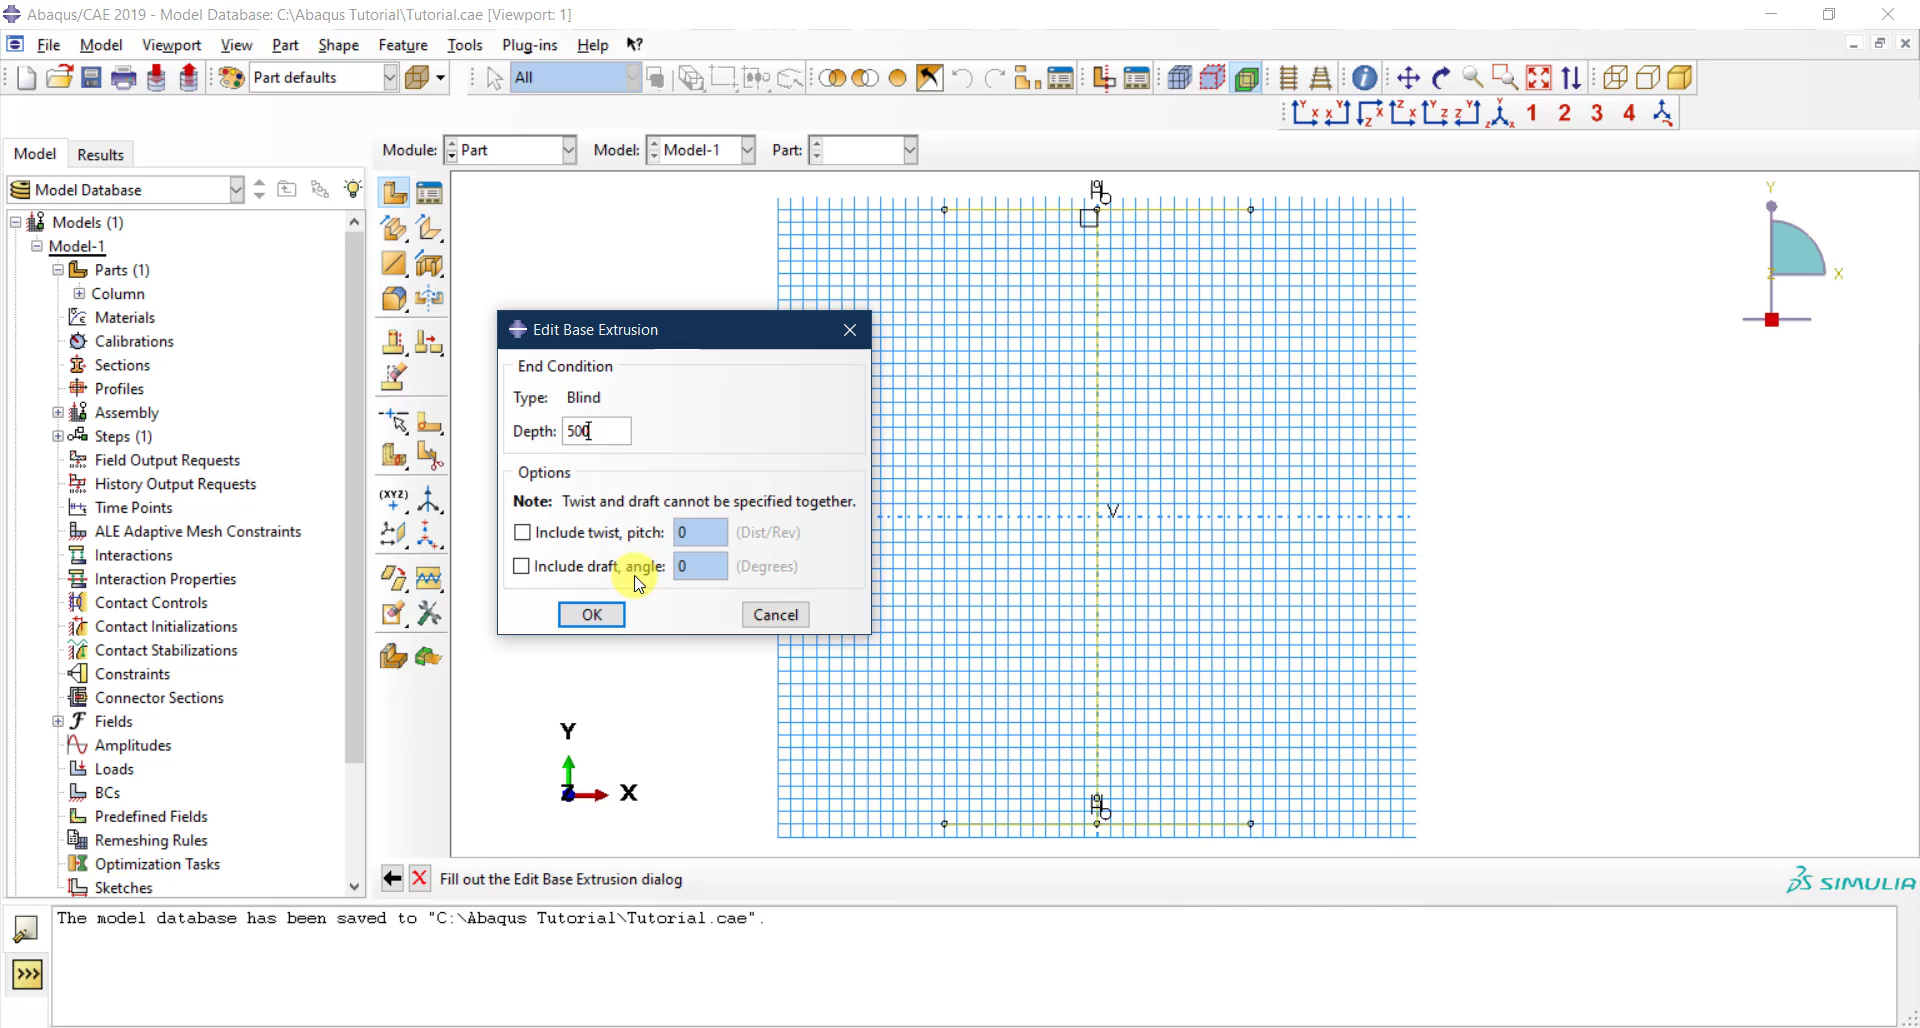 Abaqus/CAE 2019 - Model Database: C:\Abaqus Tutorial\Tutorial.cae [Viewport: 1]
File Model Viewport View Part Shape Feature Tools Plug-ins Help
Part defaults All
1 2 3 4
Model Results
Module: Part Model: Model-1 Part:
Model Database
Models (1)
Model-1
Parts (1)
Column
Materials
Calibrations
Sections
Profiles
Assembly
Steps (1)
Field Output Requests
History Output Requests
Time Points
ALE Adaptive Mesh Constraints
Interactions
Interaction Properties
Contact Controls
Contact Initializations
Contact Stabilizations
Constraints
Connector Sections
Fields
Amplitudes
Loads
BCs
Predefined Fields
Remeshing Rules
Optimization Tasks
Sketches
(XYZ)
Edit Base Extrusion
End Condition
Type: Blind
Depth: 500
Options
Note: Twist and draft cannot be specified together.
Include twist, pitch: 0 (Dist/Rev)
Include draft, angle: 0 (Degrees)
OK Cancel
H
V
H
Y
X
Z
Y
X
Z
Fill out the Edit Base Extrusion dialog
SIMULIA
The model database has been saved to "C:\Abaqus Tutorial\Tutorial.cae".
>>>